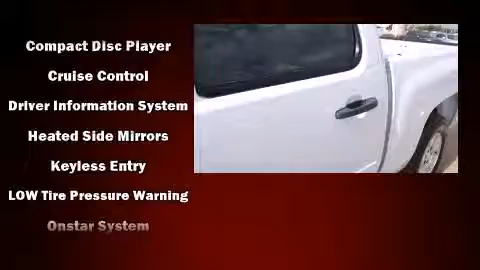 Compact Disc Player
Cruise Control
Driver Information System
Heated Side Mirrors
Keyless Entry
LOW Tire Pressure Warning
Onstar System